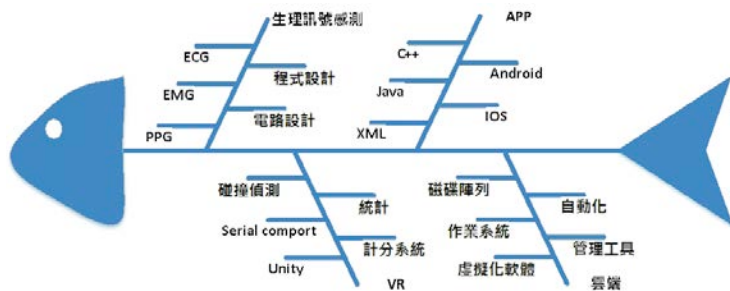 生理訊號感測
ECG
程式設計
EMG
電路設計
PPG
APP
C++
Android
Java
IOS
XML
碰撞偵測
統計
Serial comport
計分系統
Unity
VR
磁碟陣列
自動化
作業系統
管理工具
虛擬化軟體
雲端